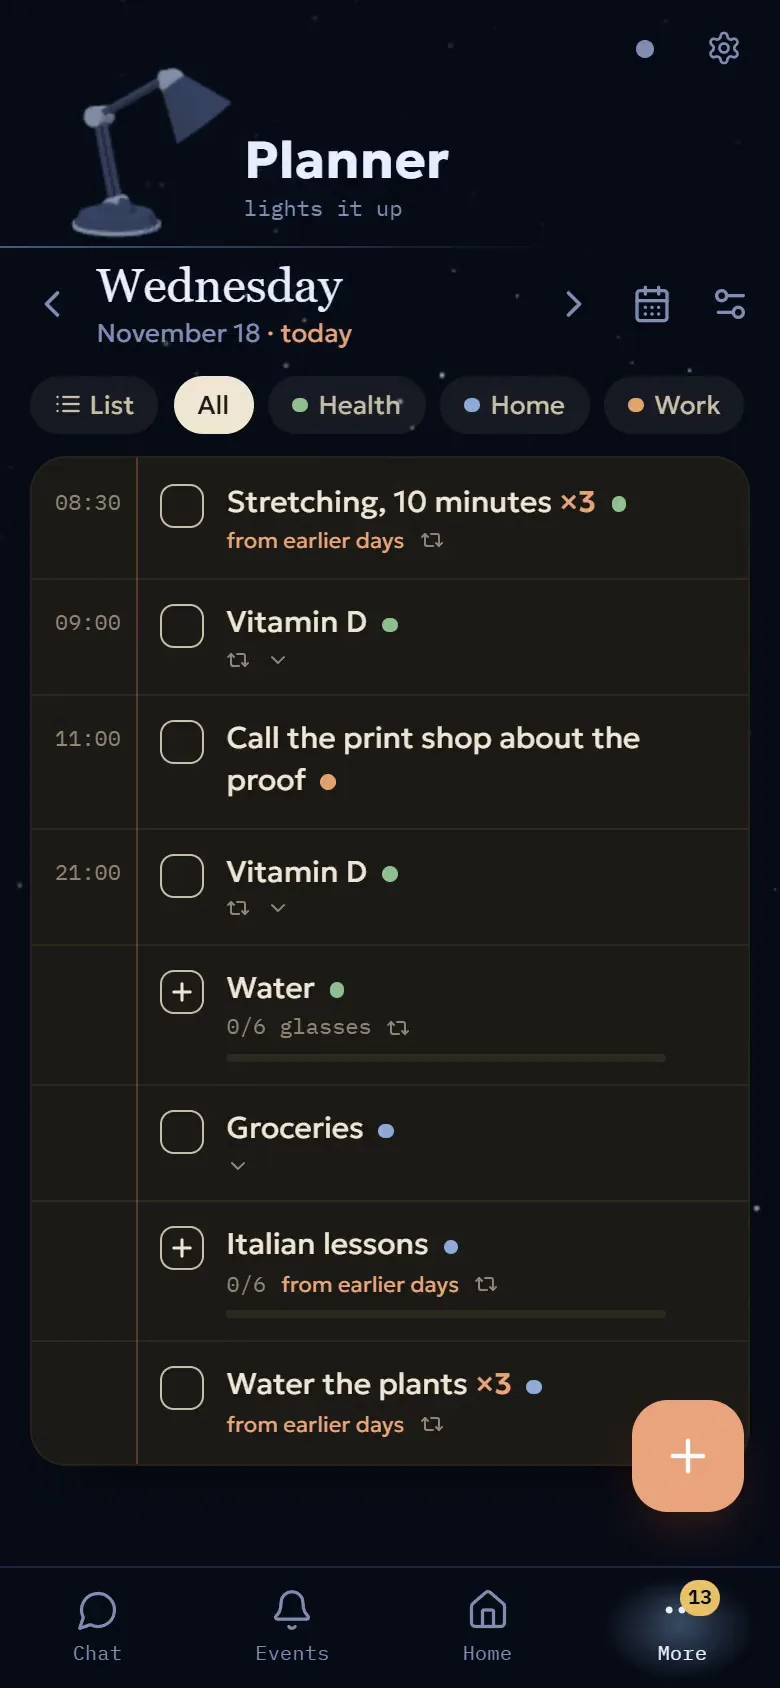 Planner
lights it up
Wednesday
November 18 · today
List
All
Health
Home
Work
08:30
Stretching, 10 minutes ×3
from earlier days
09:00
Vitamin D
11:00
Call the print shop about the
proof
21:00
Vitamin D
Water
0/6 glasses
Groceries
Italian lessons
0/6 from earlier days
Water the plants ×3
from earlier days
13
Chat
Events
Home
More